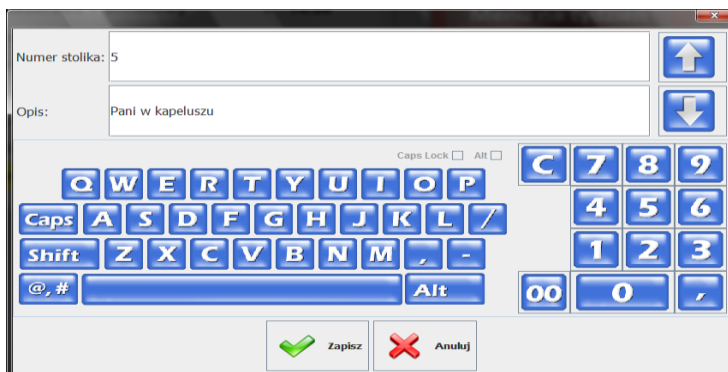 Numer stolika: 5
Opis: Pani w kapeluszu
Caps Lock Alt
Q W E R T Y U I O P
Caps A S D F G H J K L /
Shift Z X C V B N M , -
@,# Alt
C 7 8 9
4 5 6
1 2 3
00 0 ,
Zapisz Anuluj